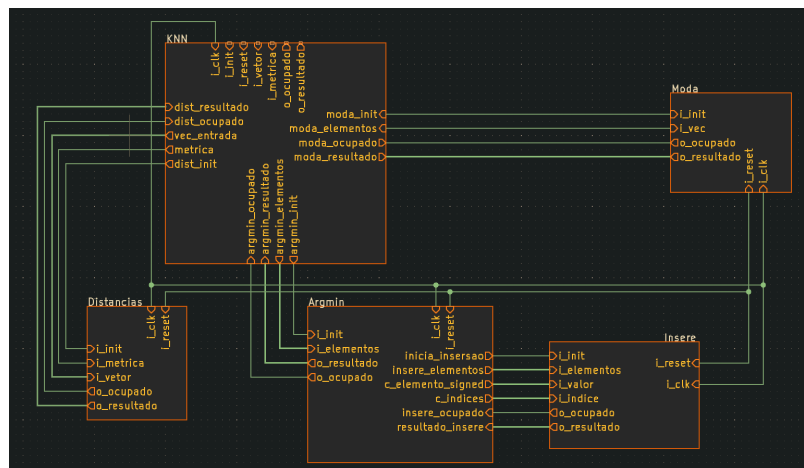 KNN
i_clk
i_init
i_reset
i_vetor
i_metrica
o_ocupado
o_resultado
dist_resultado
dist_ocupado
vec_entrada
metrica
dist_init
moda_init
moda_elementos
moda_ocupado
moda_resultado
argmin_ocupado
argmin_resultado
argmin_elementos
argmin_init
Moda
i_init
i_vec
o_ocupado
o_resultado
i_reset
i_clk
Distancias
i_clk
i_reset
i_init
i_metrica
i_vetor
o_ocupado
o_resultado
Argmin
i_clk
i_reset
i_init
i_elementos
o_resultado
o_ocupado
inicia_insersao
insere_elementos
c_elemento_signed
c_indices
insere_ocupado
resultado_insere
Insere
i_init
i_elementos
i_valor
i_indice
o_ocupado
o_resultado
i_reset
i_clk